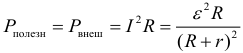 P_полезн = P_внеш = I²R = ε²R / (R + r)²